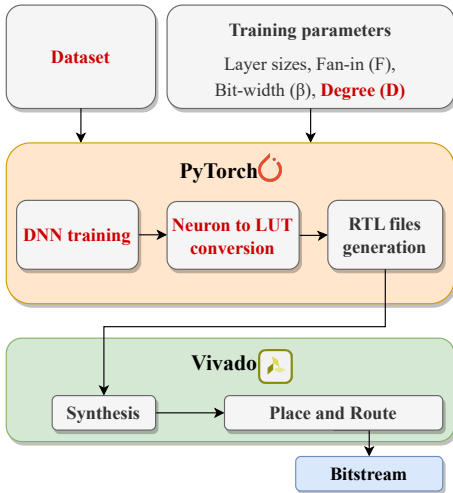 Dataset
Training parameters
Layer sizes, Fan-in (F),
Bit-width (β), Degree (D)
PyTorch
DNN training
Neuron to LUT
conversion
RTL files
generation
Vivado
Synthesis
Place and Route
Bitstream